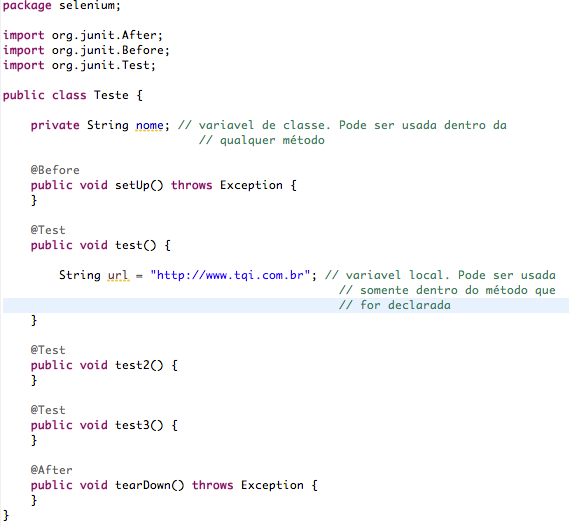 package selenium;
import org.junit.After;
import org.junit.Before;
import org.junit.Test;
public class Teste {
private String nome; // variavel de classe. Pode ser usada dentro da
// qualquer método
@Before
public void setUp() throws Exception {
}
@Test
public void test() {
String url = "http://www.tqi.com.br"; // variavel local. Pode ser usada
// somente dentro do método que
// for declarada
}
@Test
public void test2() {
}
@Test
public void test3() {
}
@After
public void tearDown() throws Exception {
}
}